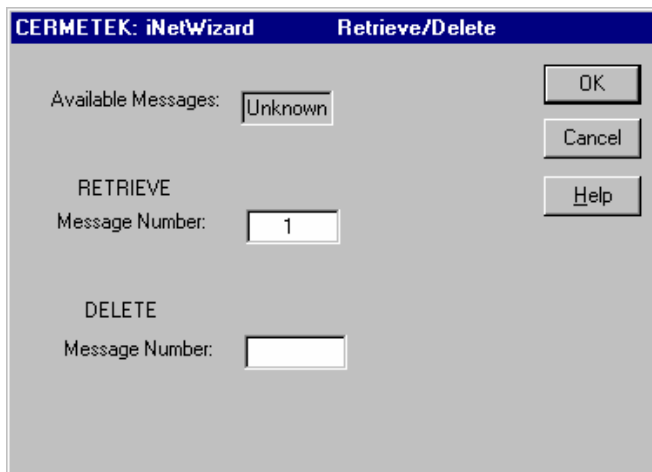 CERMETEK: iNetWizard Retrieve/Delete
Available Messages: Unknown
OK
Cancel
RETRIEVE
Message Number: 1
Help
DELETE
Message Number: